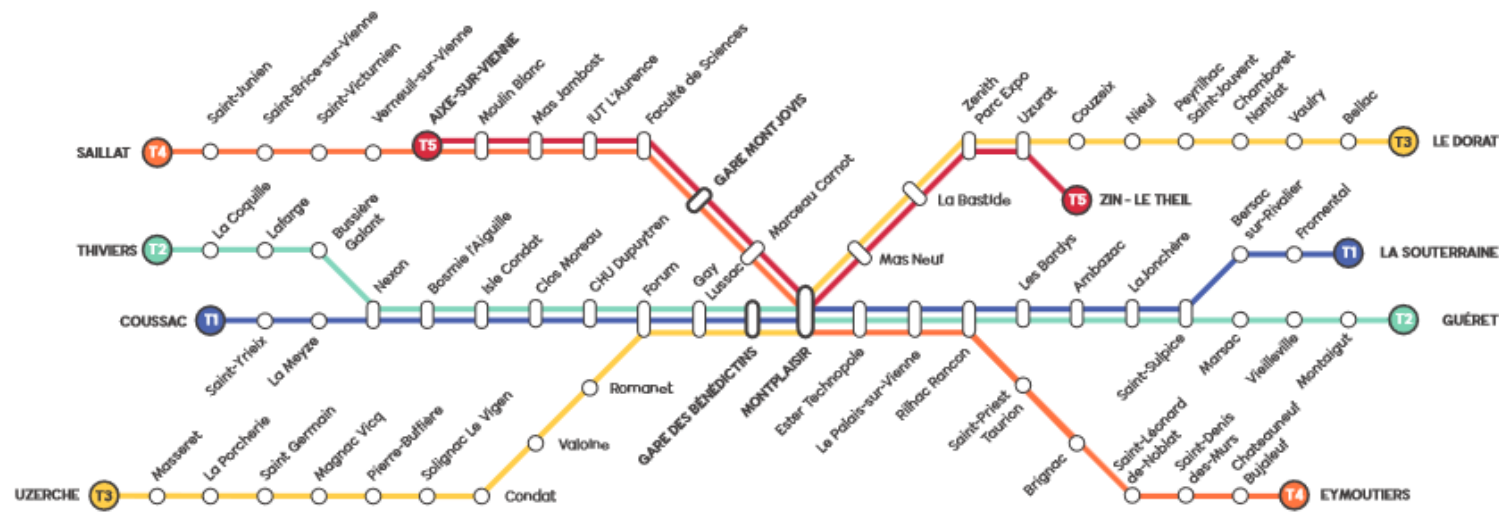 Saint-Junien
Saint-Brice-sur-Vienne
Saint-Victurnien
Verneuil-sur-Vienne
AIXE-SUR-VIENNE
Moulin Blanc
Mas Jambost
IUT L'Aurence
Faculté de Sciences
GARE MONTJOVIS
Marceau Carnot
Zenith
Parc Expo
Uzurat
Couzeix
Nieul
Peyrilhac
Saint-Jouvent
Chamboret
Nantiat
Vaulry
Bellac
SAILLAT
T4
T5
T3
LE DORAT
La Bastide
T5
ZIN - LE THEIL
Mas Neuf
La Coquille
Lafarge
Bussière
Galant
THIVIERS
T2
Nexon
Bosmie l'Aiguille
Isle Condat
Clos Moreau
CHU Dupuytren
Forum
Gay
Lussac
Les Bardys
Ambazac
LaJonchère
Bersac
sur-Rivalier
Fromental
T1
LA SOUTERRAINE
COUSSAC
T1
Saint-Yrieix
La Meyze
GARE DES BÉNÉDICTINS
MONTPLAISIR
Ester Technopole
Le Palais-sur-Vienne
Rilhac Rancon
Saint-Sulpice
Marsac
Vieilleville
Montaigut
T2
GUÉRET
Romanet
Valoine
Condat
Saint-Priest
Taurion
Brignac
Saint-Léonard
de-Noblat
Saint-Denis
des-Murs
Chateauneuf
Bujaleuf
T4
EYMOUTIERS
UZERCHE
T3
Masseret
La Porcherie
Saint Germain
Magnac Vicq
Pierre-Buffière
Solignac Le Vigen